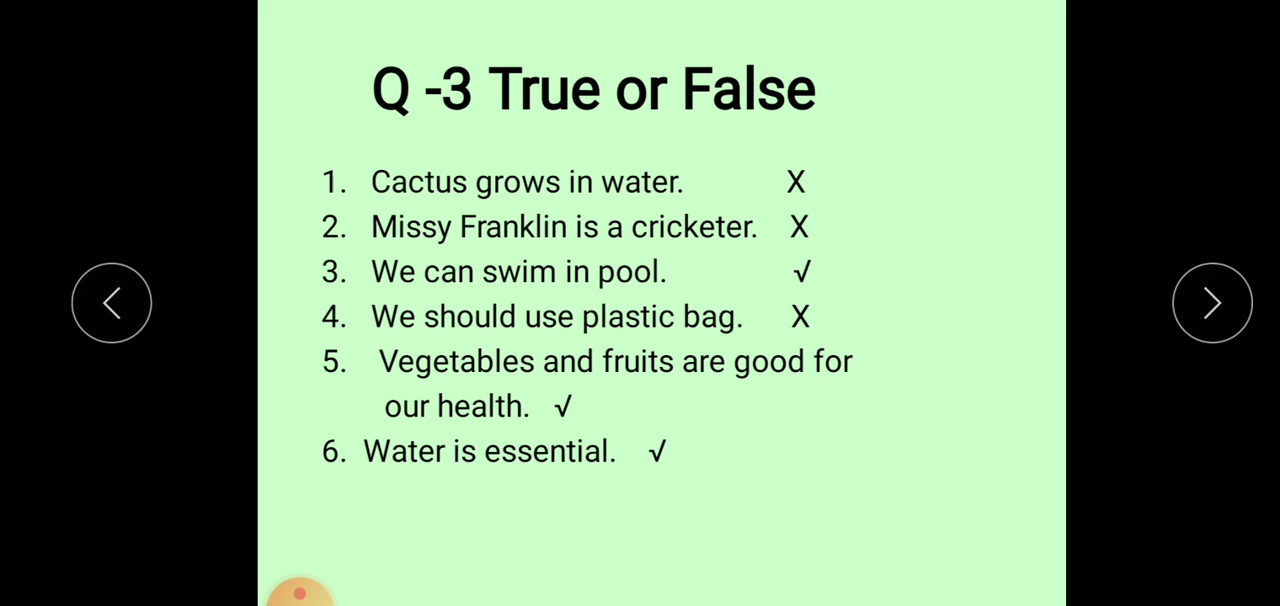 Q -3 True or False
1. Cactus grows in water. X
2. Missy Franklin is a cricketer. X
3. We can swim in pool. √
4. We should use plastic bag. X
5. Vegetables and fruits are good for
our health. √
6. Water is essential. √